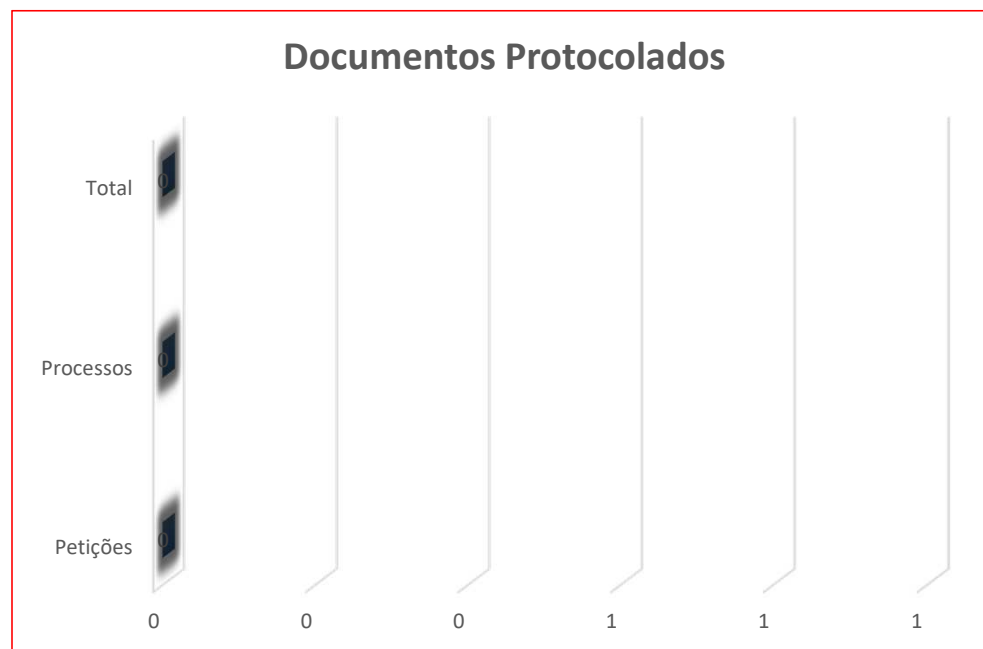 Documentos Protocolados
Total
0
Processos
0
Petições
0
0 0 0 1 1 1